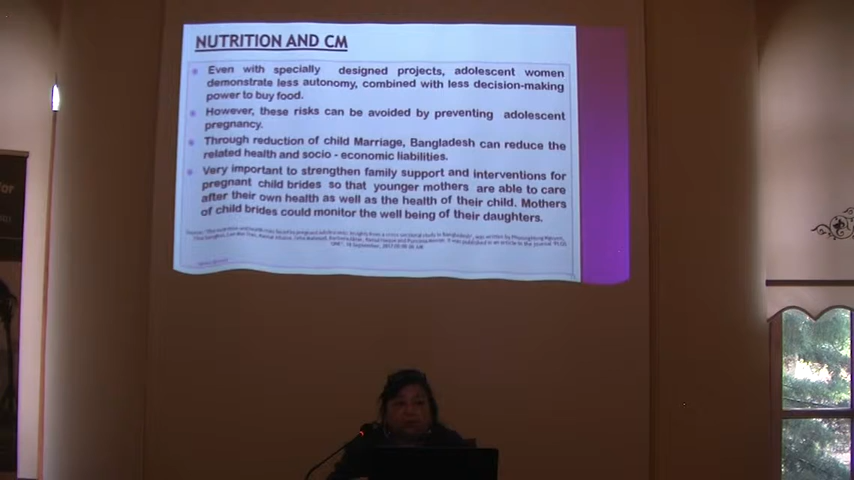 NUTRITION AND CM
Even with specially designed projects, adolescent women
demonstrate less autonomy, combined with less decision-making
power to buy food.
However, these risks can be avoided by preventing adolescent
pregnancy.
Through reduction of child Marriage, Bangladesh can reduce the
related health and socio - economic liabilities.
Very important to strengthen family support and interventions for
pregnant child brides so that younger mothers are able to care
after their own health as well as the health of their child. Mothers
of child brides could monitor the well being of their daughters.
for